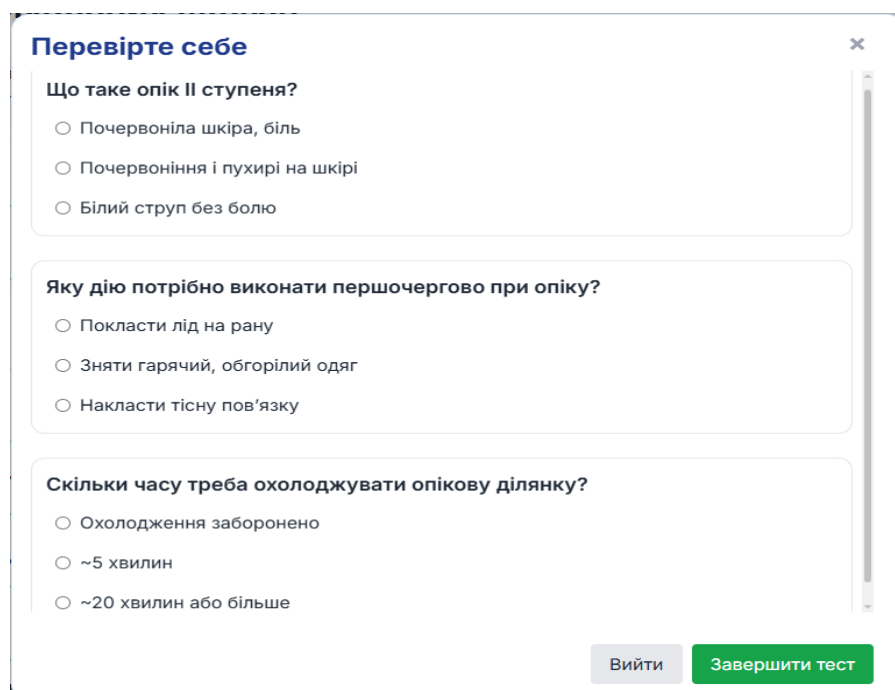 Перевірте себе
×
Що таке опік II ступеня?
Почервоніла шкіра, біль
Почервоніння і пухирі на шкірі
Білий струп без болю
Яку дію потрібно виконати першочергово при опіку?
Покласти лід на рану
Зняти гарячий, обгорілий одяг
Накласти тісну пов’язку
Скільки часу треба охолоджувати опікову ділянку?
Охолодження заборонено
~5 хвилин
~20 хвилин або більше
Вийти
Завершити тест